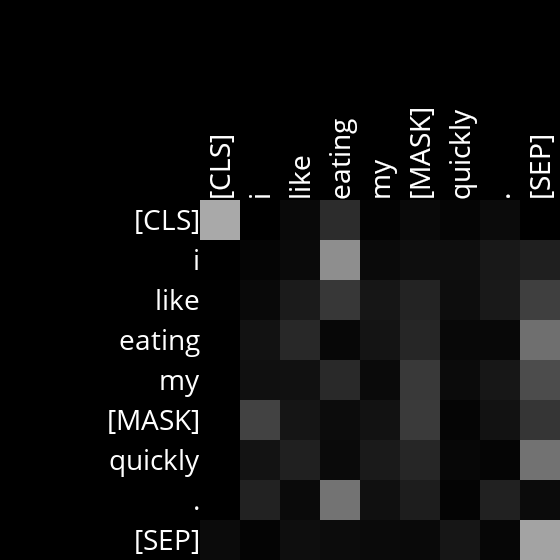 [CLS] i like eating my [MASK] quickly . [SEP]
[CLS]
i
like
eating
my
[MASK]
quickly
.
[SEP]